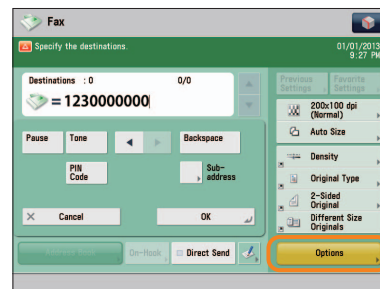 Fax
Specify the destinations.
01/01/2013
9:27 PM
Destinations : 0
0/0
= 1230000000
Previous Settings
Favorite Settings
200x100 dpi
(Normal)
Auto Size
Pause
Tone
Backspace
PIN
Code
Sub-
address
Density
Original Type
2-Sided
Original
Different Size
Originals
Cancel
OK
Address Book
On-Hook
Direct Send
Options